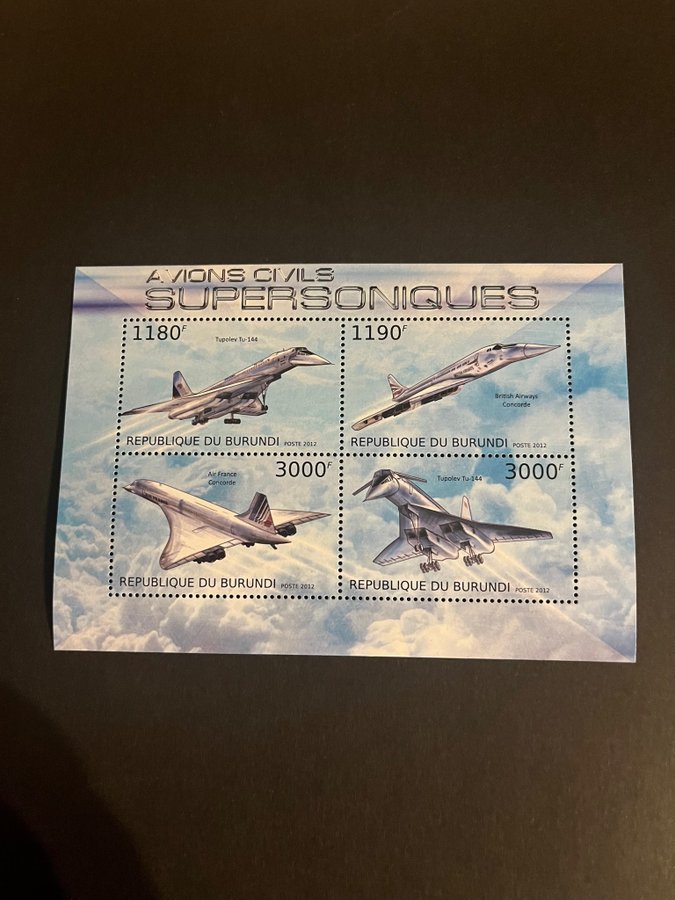 AVIONS CIVILS
SUPERSONIQUES
1180F
Tupolev Tu-144
REPUBLIQUE DU BURUNDI POSTE 2012
1190F
British Airways
Concorde
REPUBLIQUE DU BURUNDI POSTE 2012
Air France
Concorde
3000F
REPUBLIQUE DU BURUNDI POSTE 2012
Tupolev Tu-144
3000F
REPUBLIQUE DU BURUNDI POSTE 2012